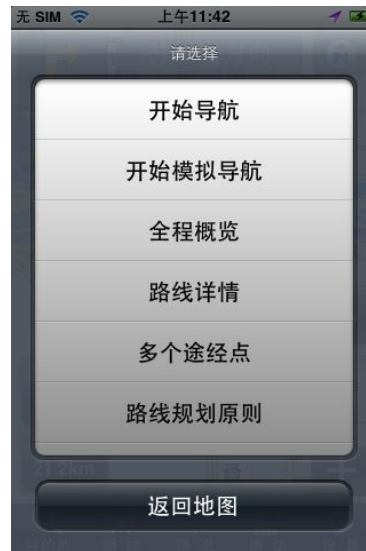 无 SIM 上午11:42
请选择
开始导航
开始模拟导航
全程概览
路线详情
多个途经点
路线规划原则
21.2km
返回地图